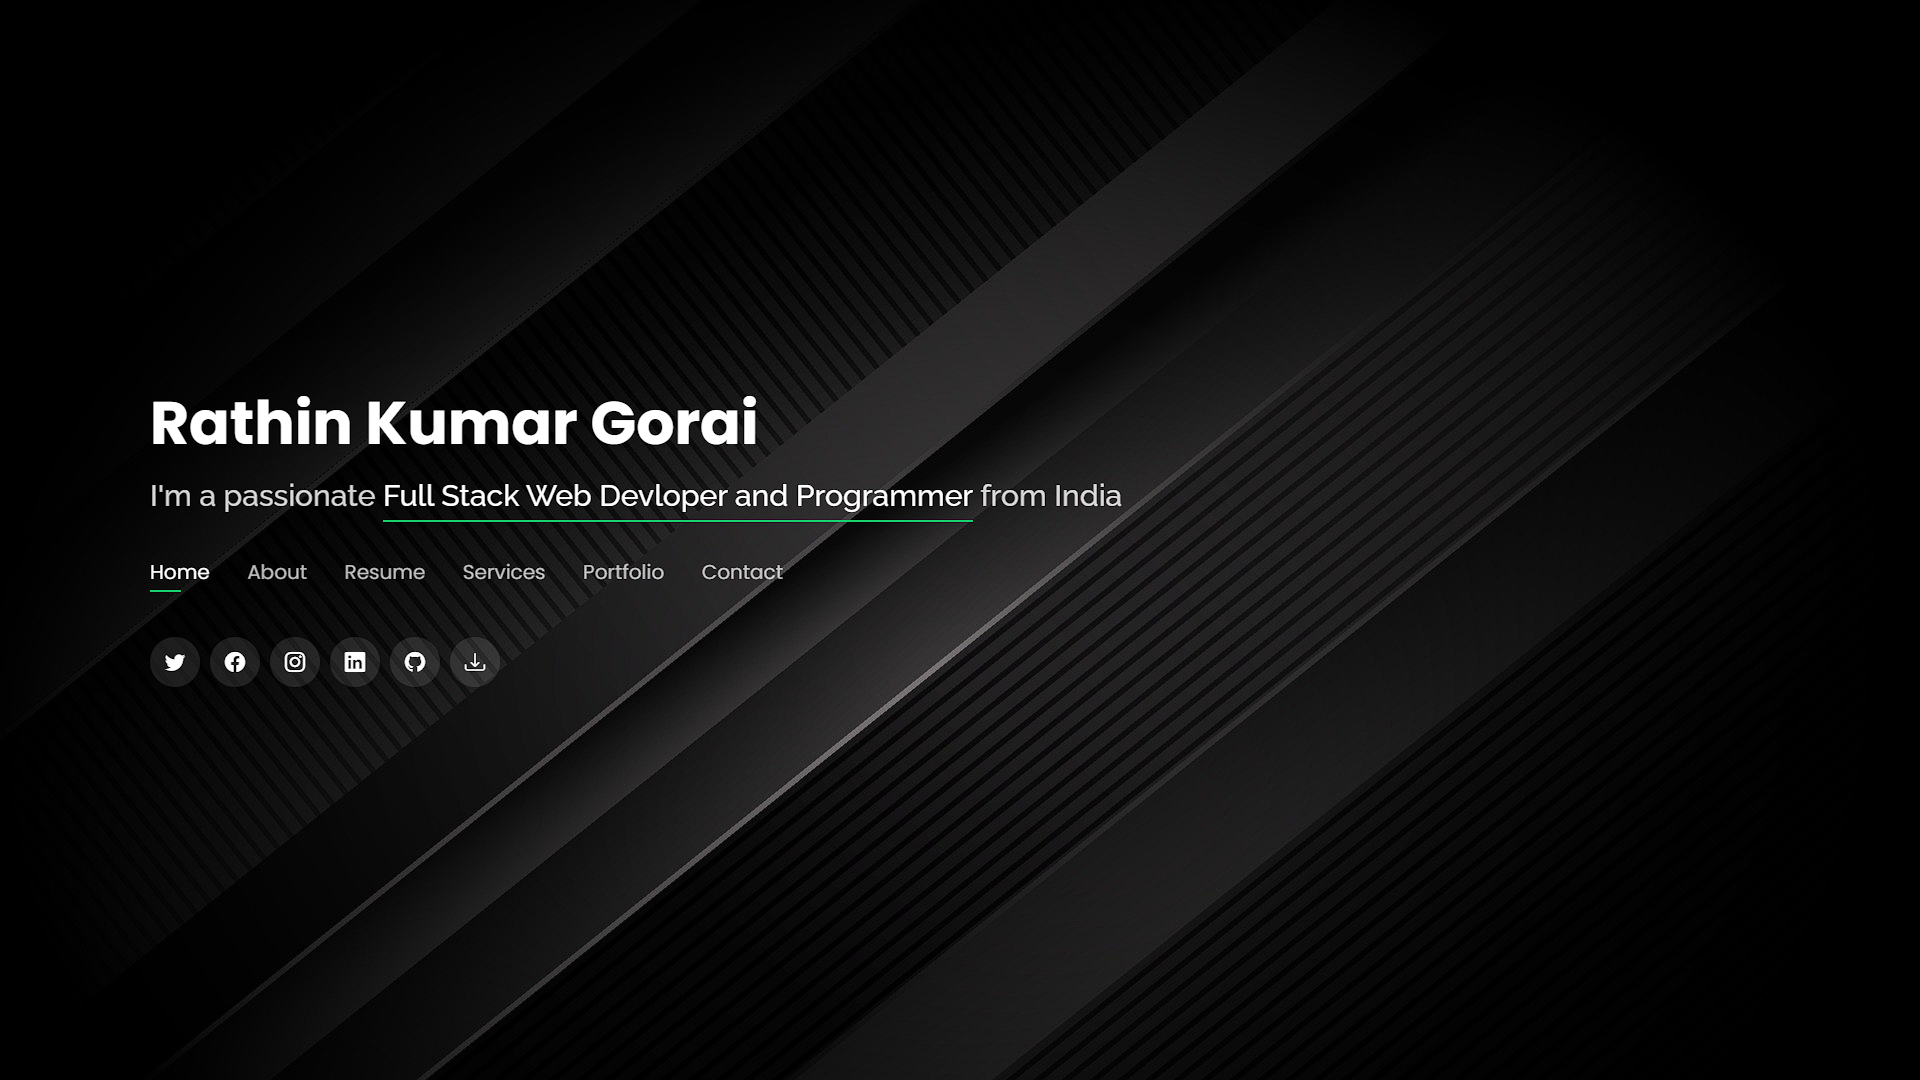 Rathin Kumar Gorai
I'm a passionate Full Stack Web Devloper and Programmer from India
Home About Resume Services Portfolio Contact